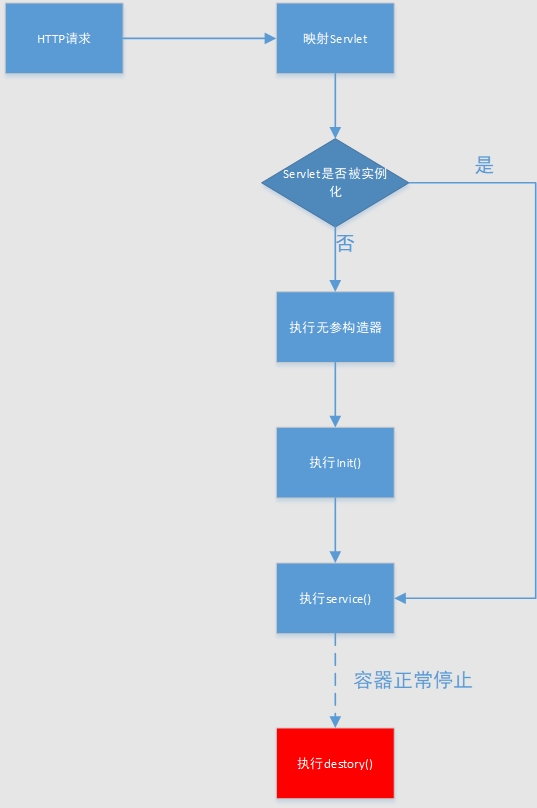 HTTP请求
映射Servlet
Servlet是否被实例
化
是
否
执行无参构造器
执行Init()
执行service()
容器正常停止
执行destory()